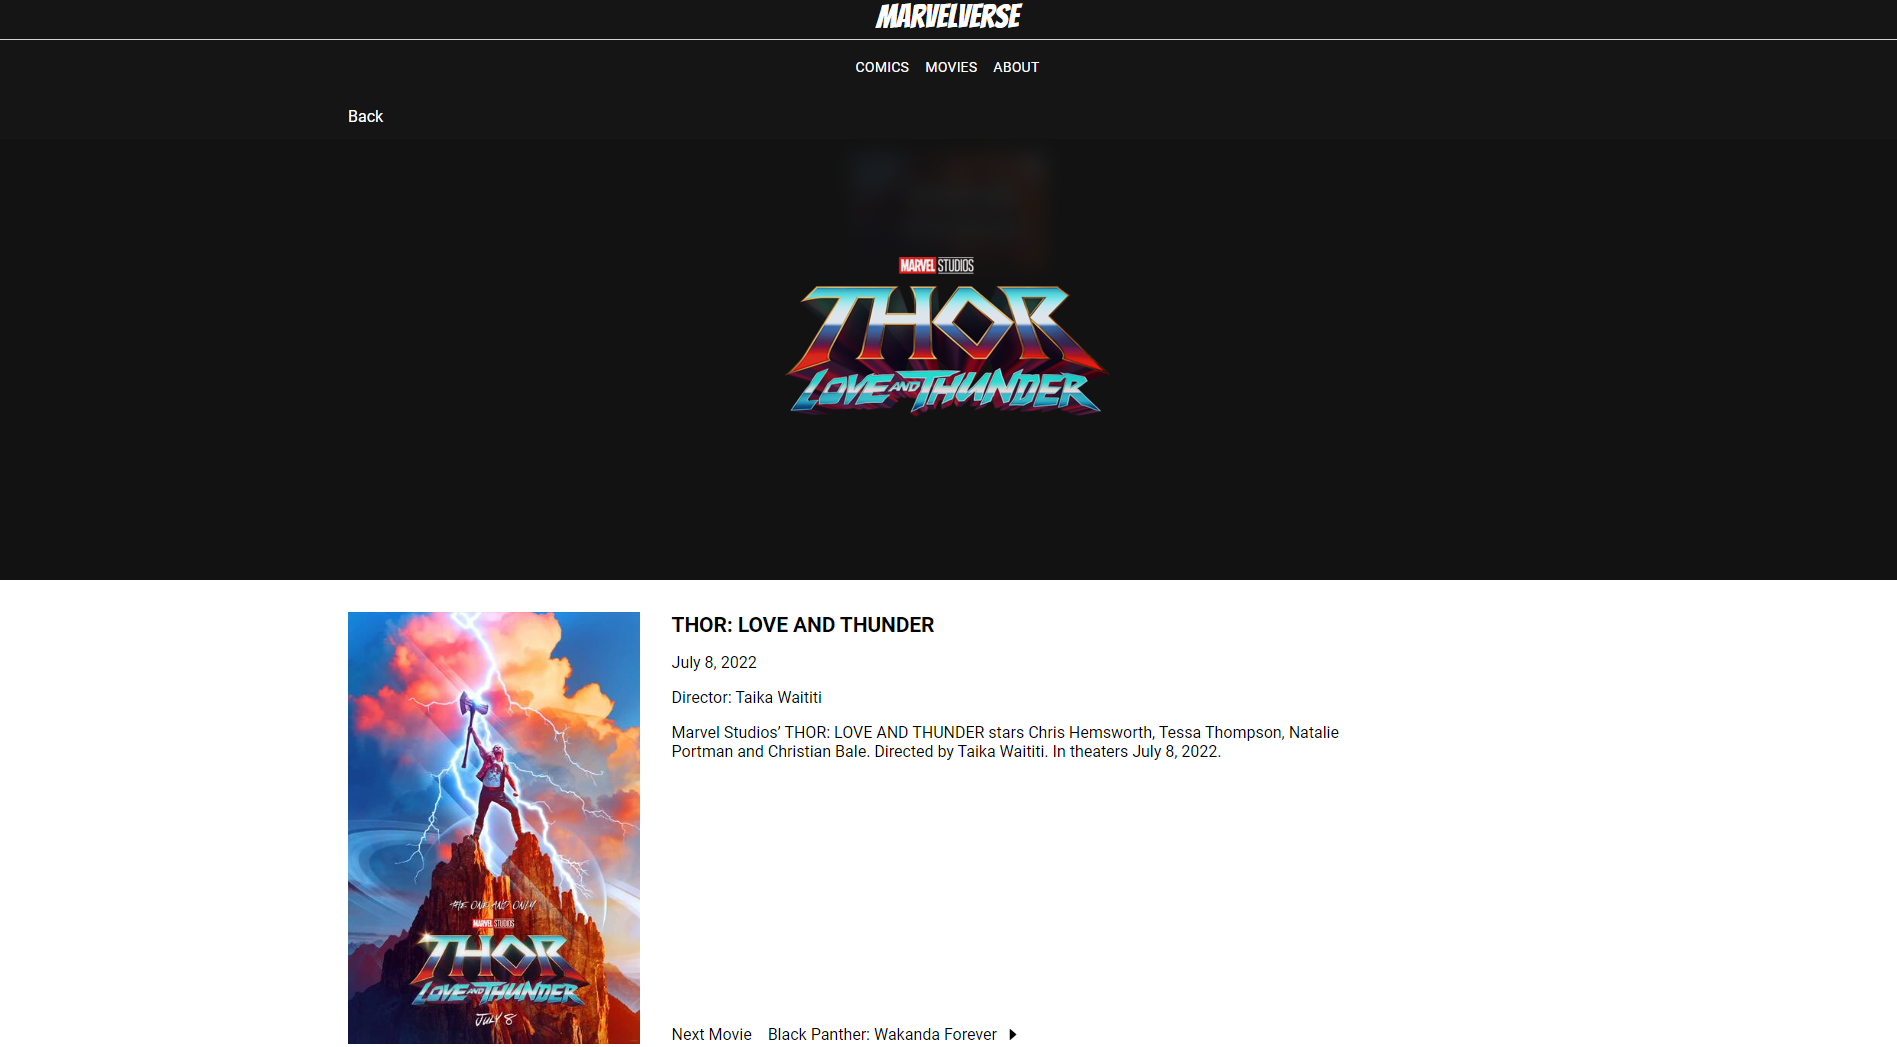 MARVELVERSE
COMICS MOVIES ABOUT
Back
MARVEL STUDIOS
THOR
LOVE AND THUNDER
THOR: LOVE AND THUNDER
July 8, 2022
Director: Taika Waititi
Marvel Studios’ THOR: LOVE AND THUNDER stars Chris Hemsworth, Tessa Thompson, Natalie
Portman and Christian Bale. Directed by Taika Waititi. In theaters July 8, 2022.
THE ONE AND ONLY
MARVEL STUDIOS
THOR
LOVE AND THUNDER
JULY 8
Next Movie Black Panther: Wakanda Forever